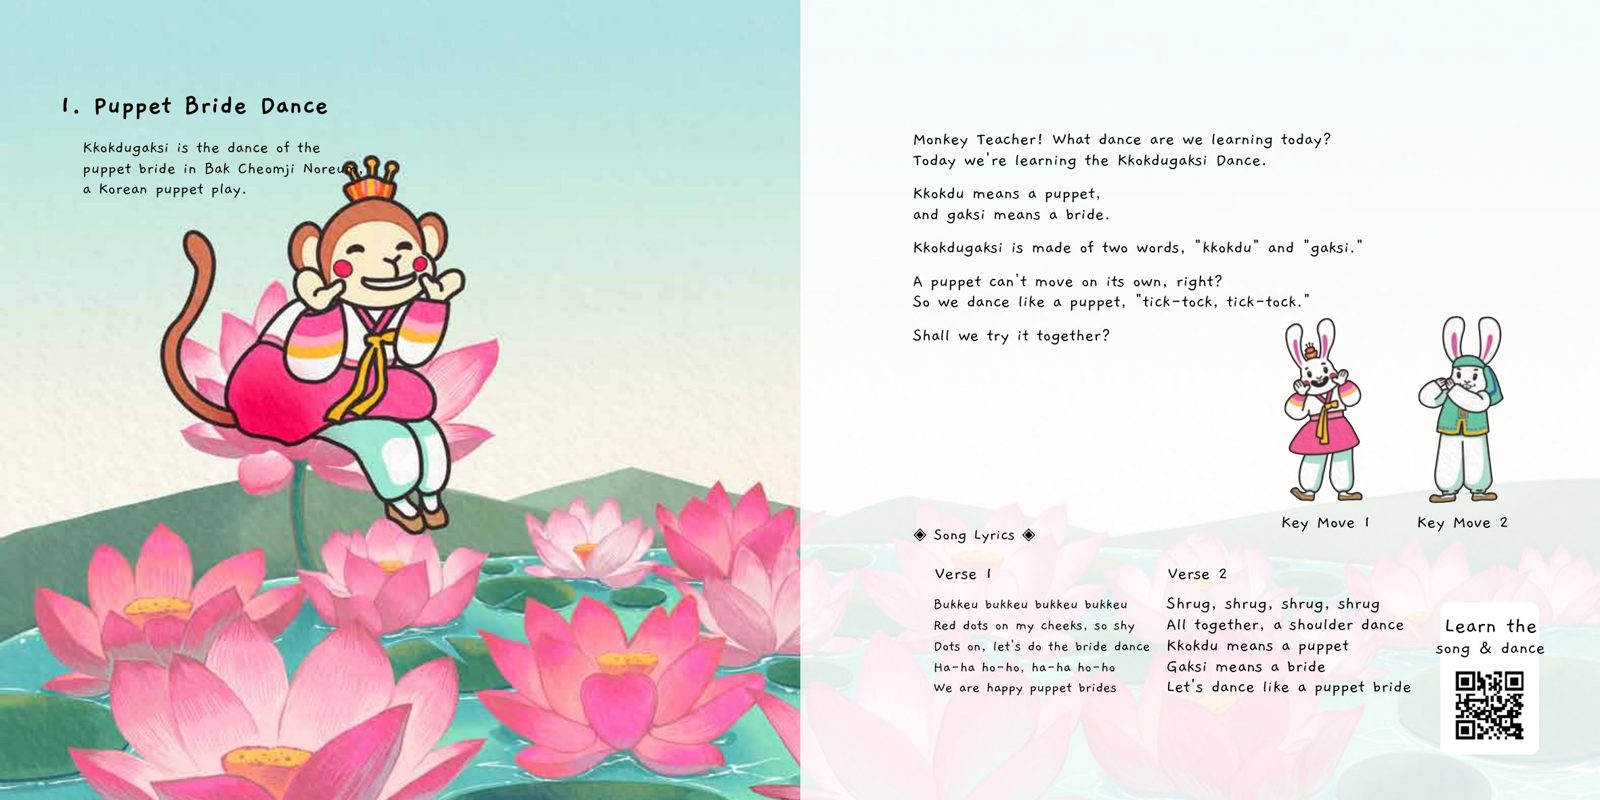 1. Puppet Bride Dance
Kkokdugaksi is the dance of the
puppet bride in Bak Cheomji Noreum,
a Korean puppet play.
Monkey Teacher! What dance are we learning today?
Today we're learning the Kkokdugaksi Dance.
Kkokdu means a puppet,
and gaksi means a bride.
Kkokdugaksi is made of two words, "kkokdu" and "gaksi."
A puppet can't move on its own, right?
So we dance like a puppet, "tick-tock, tick-tock."
Shall we try it together?
Key Move 1
Key Move 2
◈ Song Lyrics ◈
Verse 1
Bukkeu bukkeu bukkeu bukkeu
Red dots on my cheeks, so shy
Dots on, let's do the bride dance
Ha-ha ho-ho, ha-ha ho-ho
We are happy puppet brides
Verse 2
Shrug, shrug, shrug, shrug
All together, a shoulder dance
Kkokdu means a puppet
Gaksi means a bride
Let's dance like a puppet bride
Learn the
song & dance